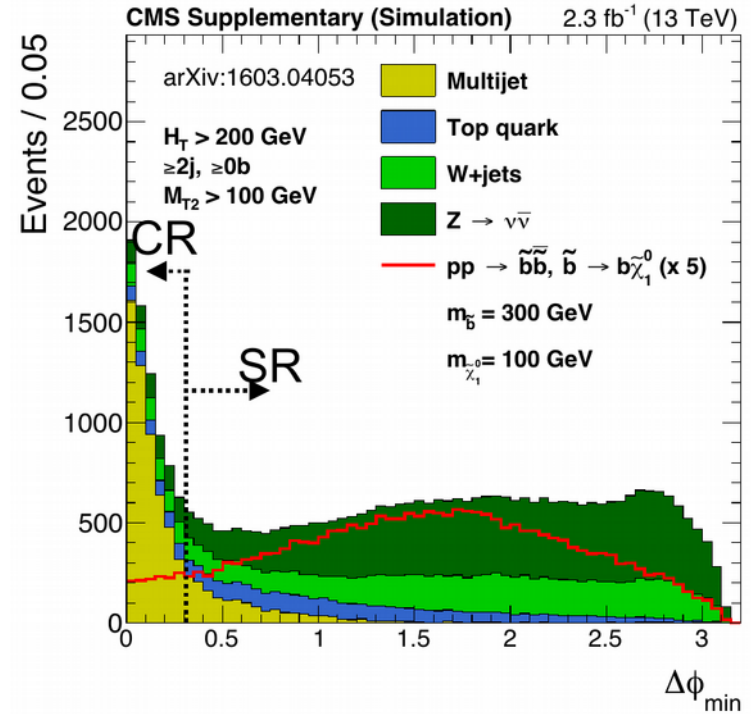 CMS Supplementary (Simulation) 2.3 fb⁻¹ (13 TeV)
Events / 0.05
arXiv:1603.04053
H_T > 200 GeV
≥2j, ≥0b
M_T2 > 100 GeV
Multijet
Top quark
W+jets
Z → νν̄
pp → b̃b̃̄, b̃ → bχ̃₁⁰ (x 5)
m_b̃ = 300 GeV
m_χ̃₁⁰ = 100 GeV
CR
SR
2500
2000
1500
1000
500
0
0 0.5 1 1.5 2 2.5 3
Δϕ_min